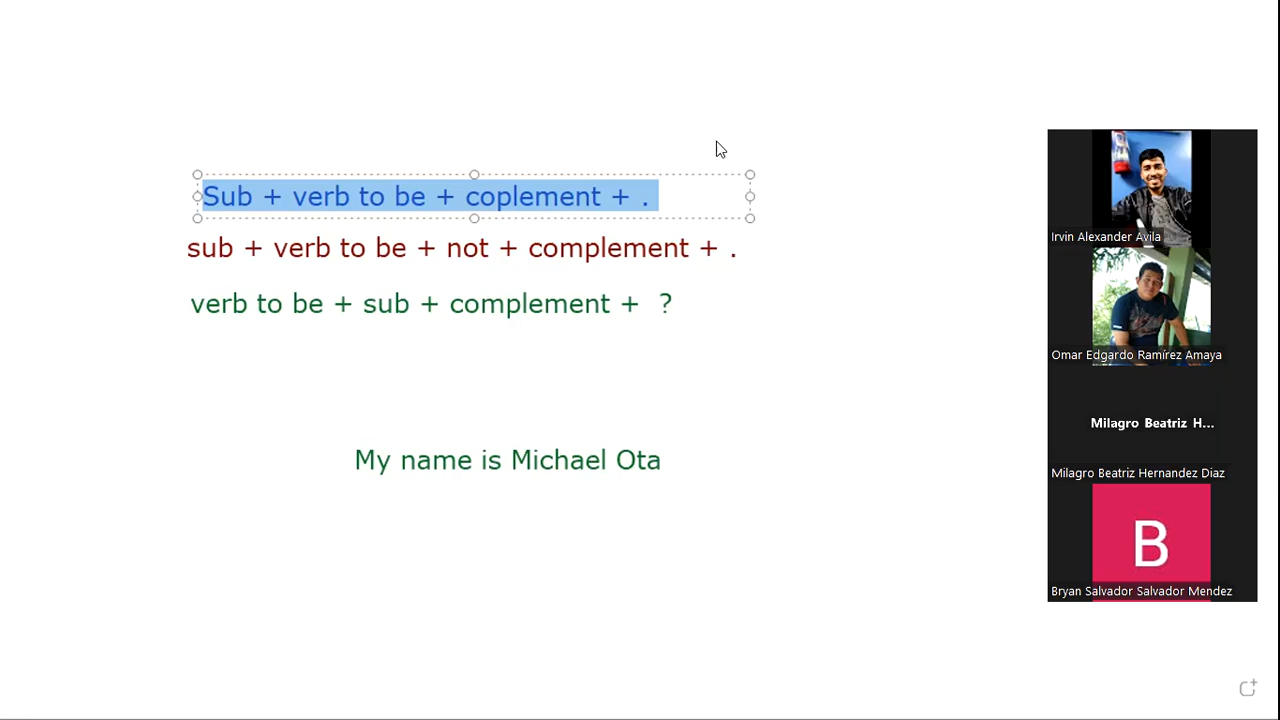 Sub + verb to be + coplement + .
sub + verb to be + not + complement + .
verb to be + sub + complement +  ?
My name is Michael Ota
Irvin Alexander Avila
Omar Edgardo Ramírez Amaya
Milagro Beatriz H...
Milagro Beatriz Hernandez Diaz
B
Bryan Salvador Salvador Mendez